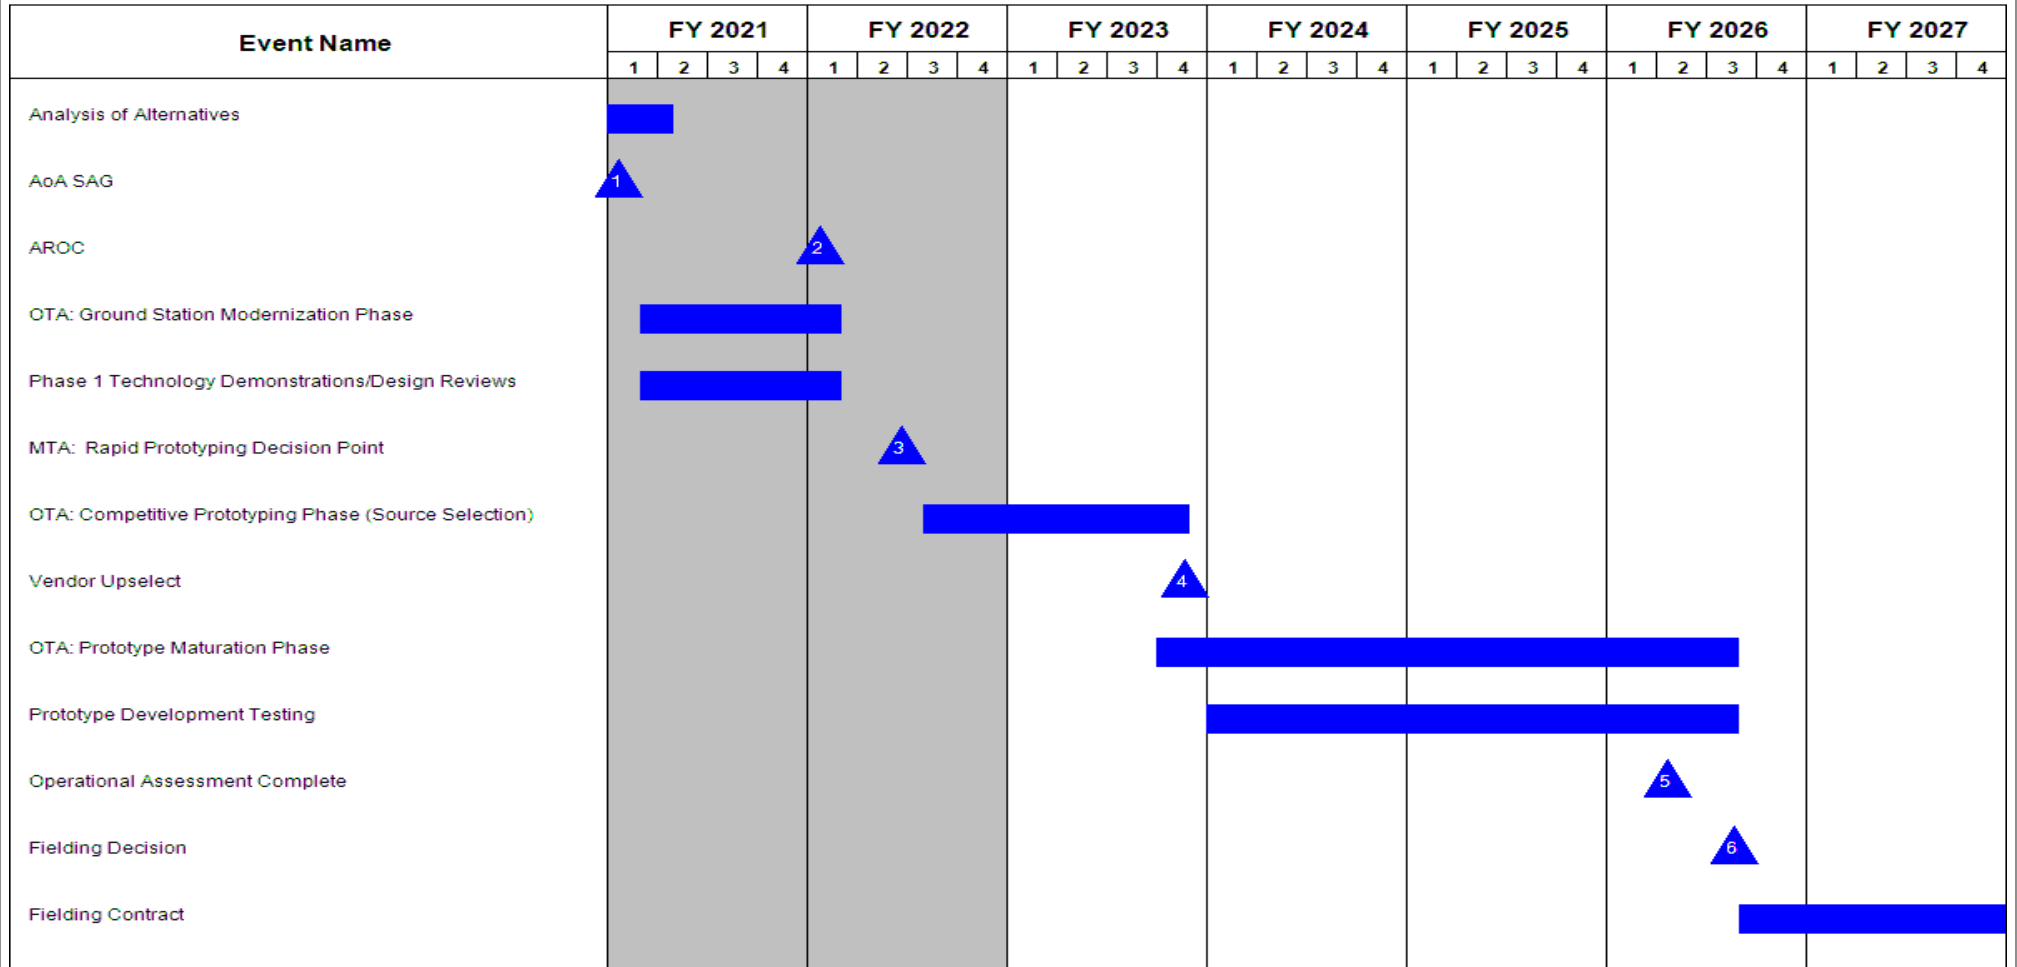 Event Name
FY 2021 FY 2022 FY 2023 FY 2024 FY 2025 FY 2026 FY 2027
1 2 3 4 1 2 3 4 1 2 3 4 1 2 3 4 1 2 3 4 1 2 3 4 1 2 3 4
Analysis of Alternatives
AoA SAG 1
AROC 2
OTA: Ground Station Modernization Phase
Phase 1 Technology Demonstrations/Design Reviews
MTA:  Rapid Prototyping Decision Point 3
OTA: Competitive Prototyping Phase (Source Selection)
Vendor Upselect 4
OTA: Prototype Maturation Phase
Prototype Development Testing
Operational Assessment Complete 5
Fielding Decision 6
Fielding Contract